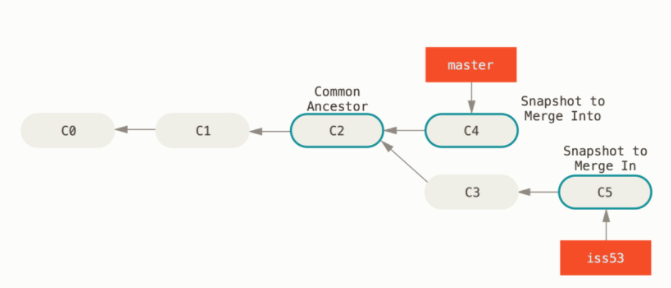 master
Common
Ancestor
Snapshot to
Merge Into
C0
C1
C2
C4
Snapshot to
Merge In
C3
C5
iss53